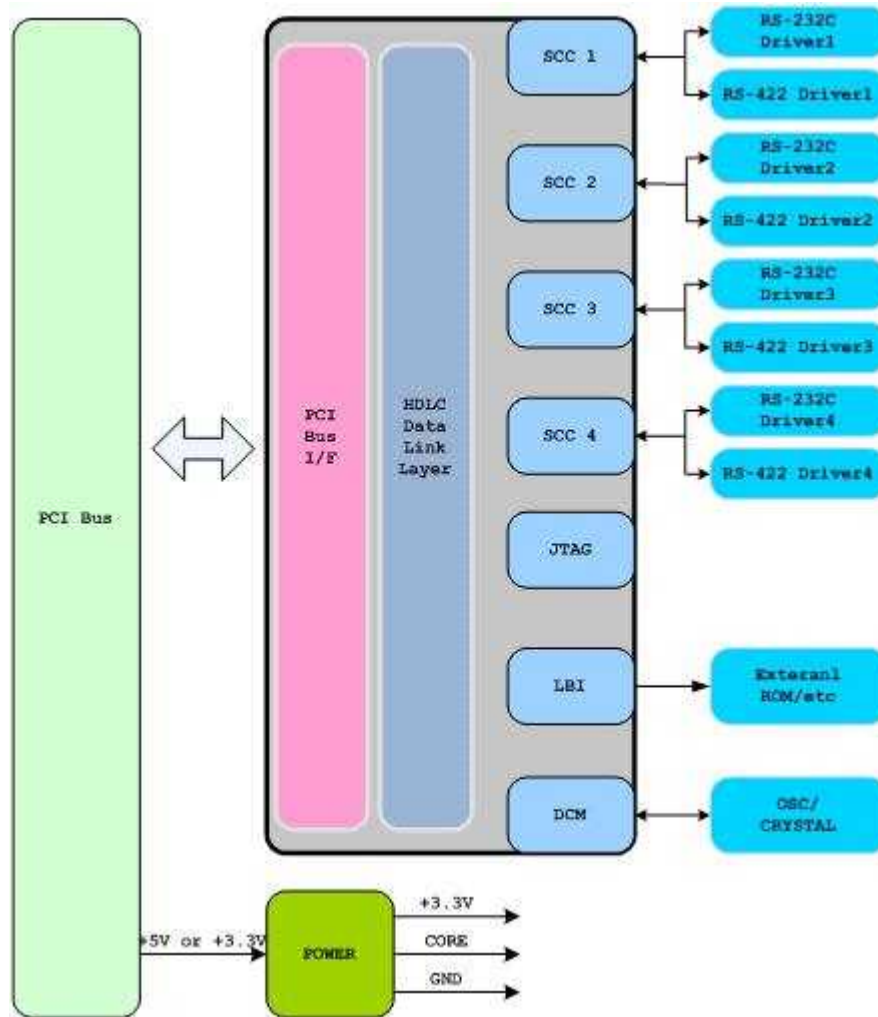 PCI Bus
PCI
Bus
I/F
HDLC
Data
Link
Layer
SCC 1
RS-232C
Driver1
RS-422 Driver1
SCC 2
RS-232C
Driver2
RS-422 Driver2
SCC 3
RS-232C
Driver3
RS-422 Driver3
SCC 4
RS-232C
Driver4
RS-422 Driver4
JTAG
LBI
Exteranl
ROM/etc
DCM
OSC/
CRYSTAL
+5V or +3.3V
POWER
+3.3V
CORE
GND